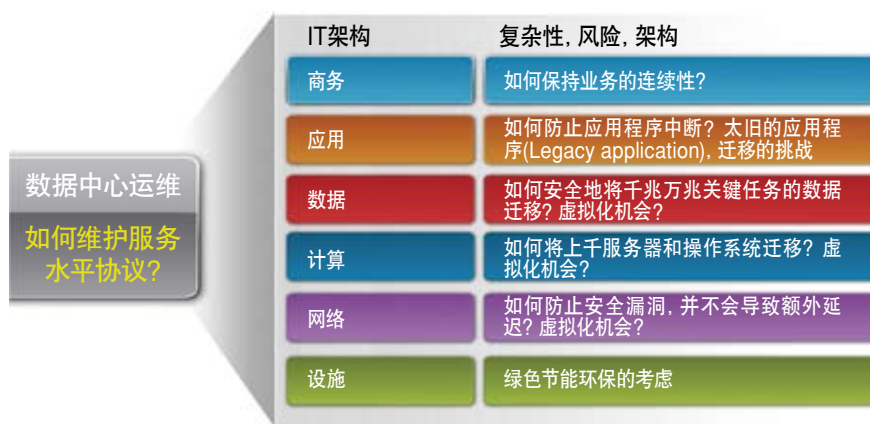 IT架构
复杂性, 风险, 架构
商务
如何保持业务的连续性?
应用
如何防止应用程序中断? 太旧的应用程
序(Legacy application), 迁移的挑战
数据中心运维
如何维护服务
水平协议?
数据
如何安全地将千兆万兆关键任务的数据
迁移? 虚拟化机会?
计算
如何将上千服务器和操作系统迁移? 虚
拟化机会?
网络
如何防止安全漏洞, 并不会导致额外延
迟? 虚拟化机会?
设施
绿色节能环保的考虑